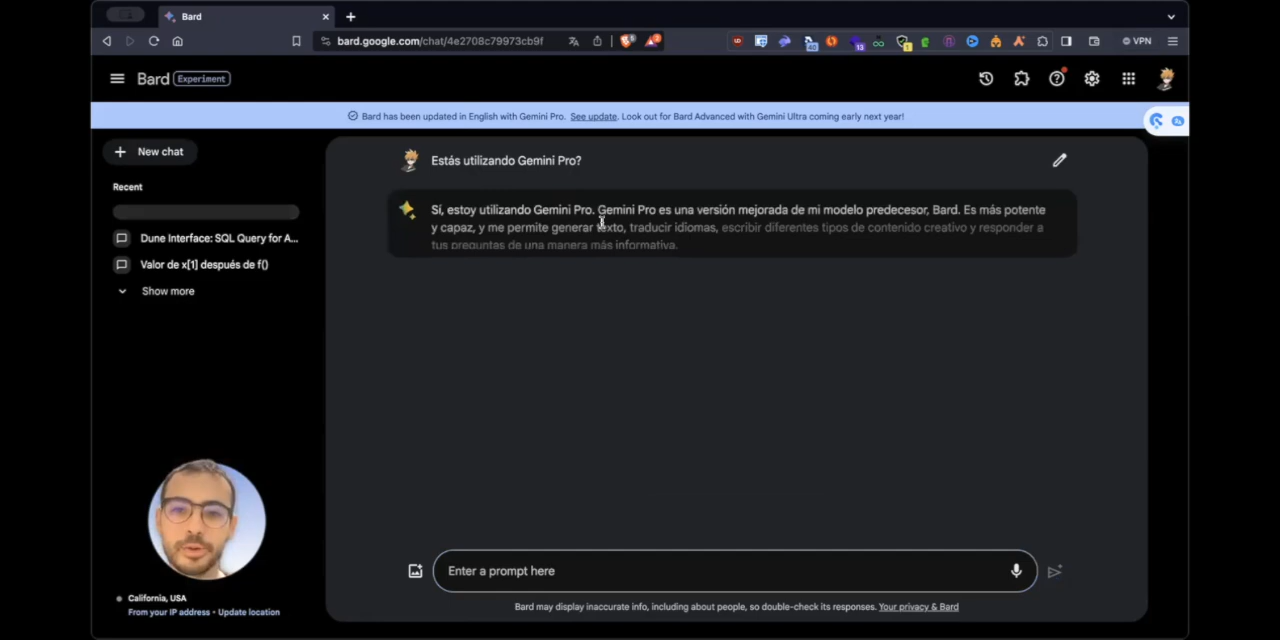 Bard
bard.google.com/chat/4e2708c79973cb9f
VPN
Bard Experiment
Bard has been updated in English with Gemini Pro. See update. Look out for Bard Advanced with Gemini Ultra coming early next year!
New chat
Recent
Dune Interface: SQL Query for A...
Valor de x[1] después de f()
Show more
Estás utilizando Gemini Pro?
Sí, estoy utilizando Gemini Pro. Gemini Pro es una versión mejorada de mi modelo predecesor, Bard. Es más potente
y capaz, y me permite generar texto, traducir idiomas, escribir diferentes tipos de contenido creativo y responder a
tus preguntas de una manera más informativa.
Enter a prompt here
Bard may display inaccurate info, including about people, so double-check its responses. Your privacy & Bard
California, USA
From your IP address • Update location